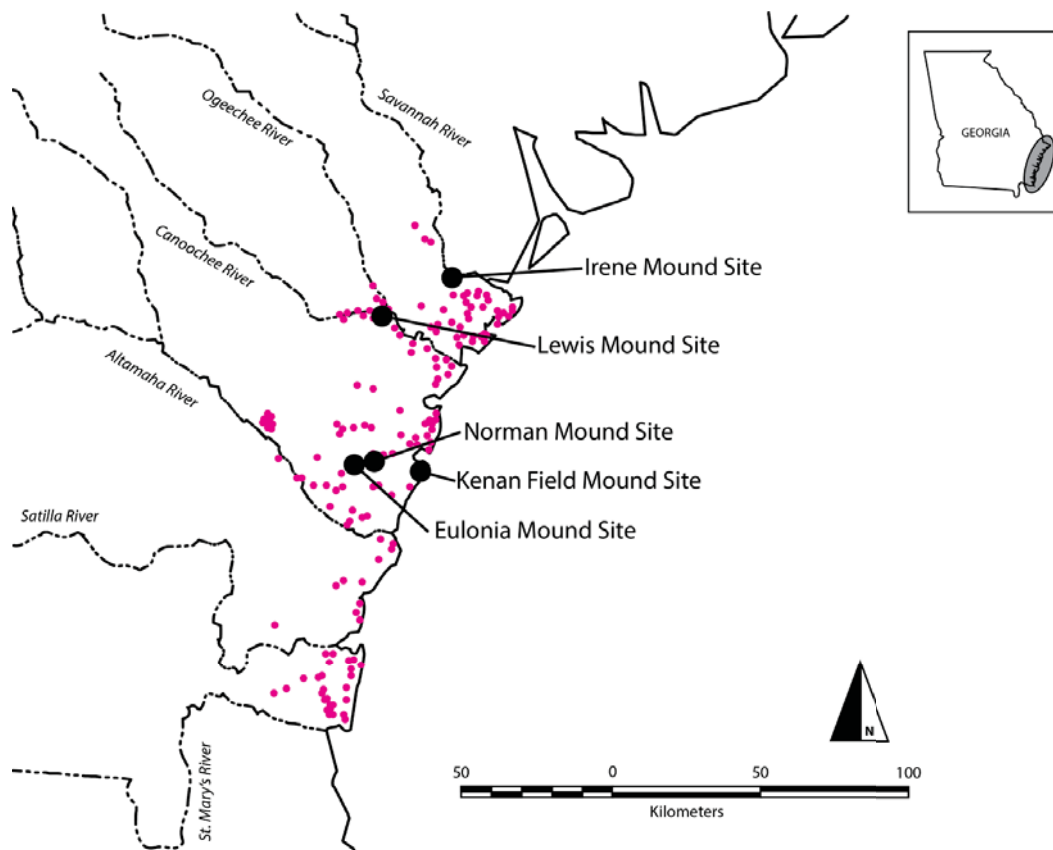 Savannah River
Ogeechee River
GEORGIA
Canoochee River
Irene Mound Site
Lewis Mound Site
Altamaha River
Norman Mound Site
Kenan Field Mound Site
Eulonia Mound Site
Satilla River
N
St. Mary's River
50 0 50 100
Kilometers